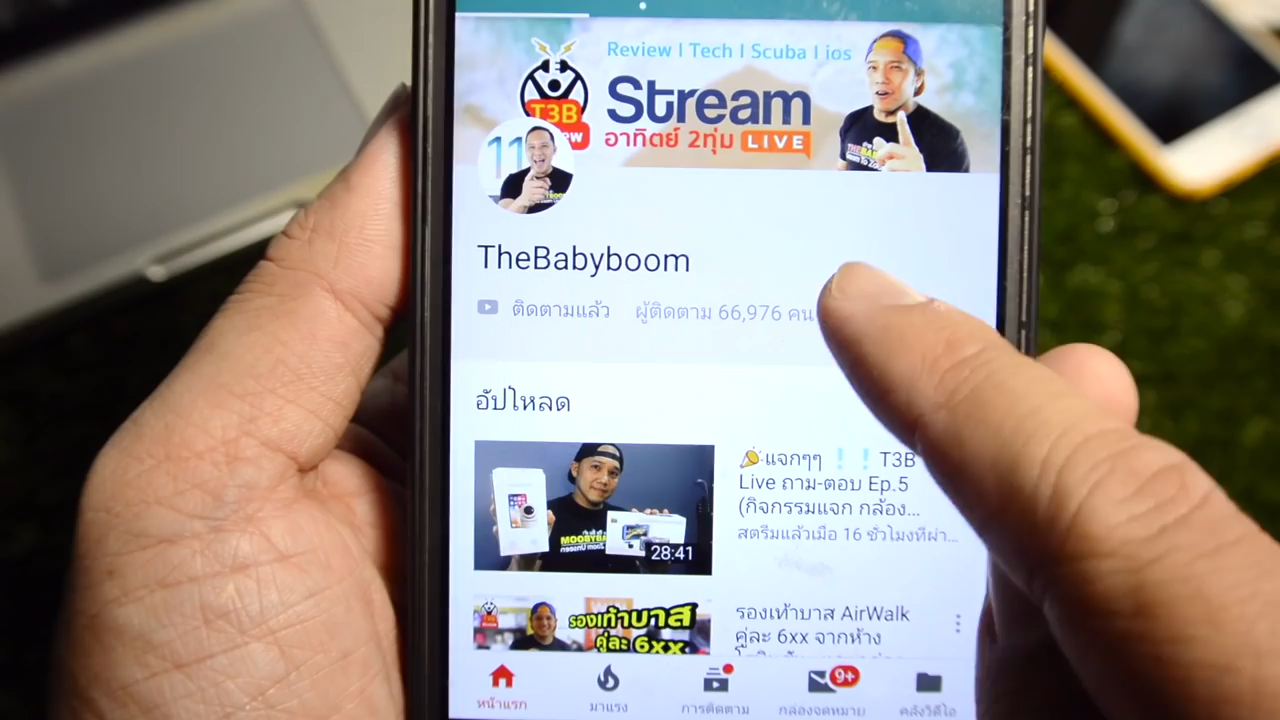 Review | Tech | Scuba | ios
T3B
Stream
อาทิตย์ 2ทุ่ม LIVE
11
TheBabyboom
ติดตามแล้ว ผู้ติดตาม 66,976 คน
อัปโหลด
แจกๆๆ ❕❕ T3B
Live ถาม-ตอบ Ep.5
(กิจกรรมแจก กล้อง...
สตรีมแล้วเมื่อ 16 ชั่วโมงที่ผ่า...
28:41
รองเท้าบาส
คู่ละ 6xx
รองเท้าบาส AirWalk
คู่ละ 6xx จากห้าง
9+
หน้าแรก มาแรง การติดตาม กล่องจดหมาย คลังวิดีโอ